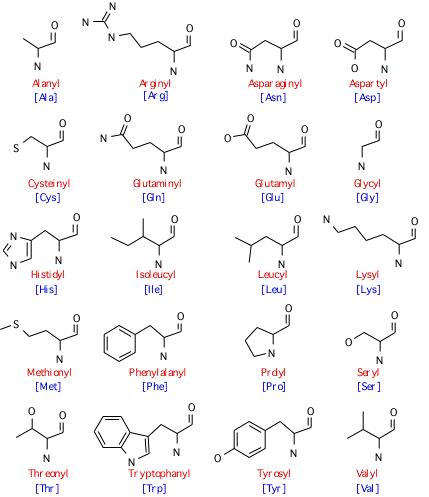 O N
Alanyl
[Ala]
N N N O N
Arginyl
[Arg]
O O N N
Asparaginyl
[Asn]
O O O N
Aspartyl
[Asp]
S O N
Cysteinyl
[Cys]
N O O N
Glutaminyl
[Gln]
O O O N
Glutamyl
[Glu]
O N
Glycyl
[Gly]
N N O N
Histidyl
[His]
O N
Isoleucyl
[Ile]
O N
Leucyl
[Leu]
N O N
Lysyl
[Lys]
S O N
Methionyl
[Met]
O N
Phenylalanyl
[Phe]
O N
Prolyl
[Pro]
O O N
Seryl
[Ser]
O O N
Threonyl
[Thr]
N O N
Tryptophanyl
[Trp]
O O N
Tyrosyl
[Tyr]
O N
Valyl
[Val]